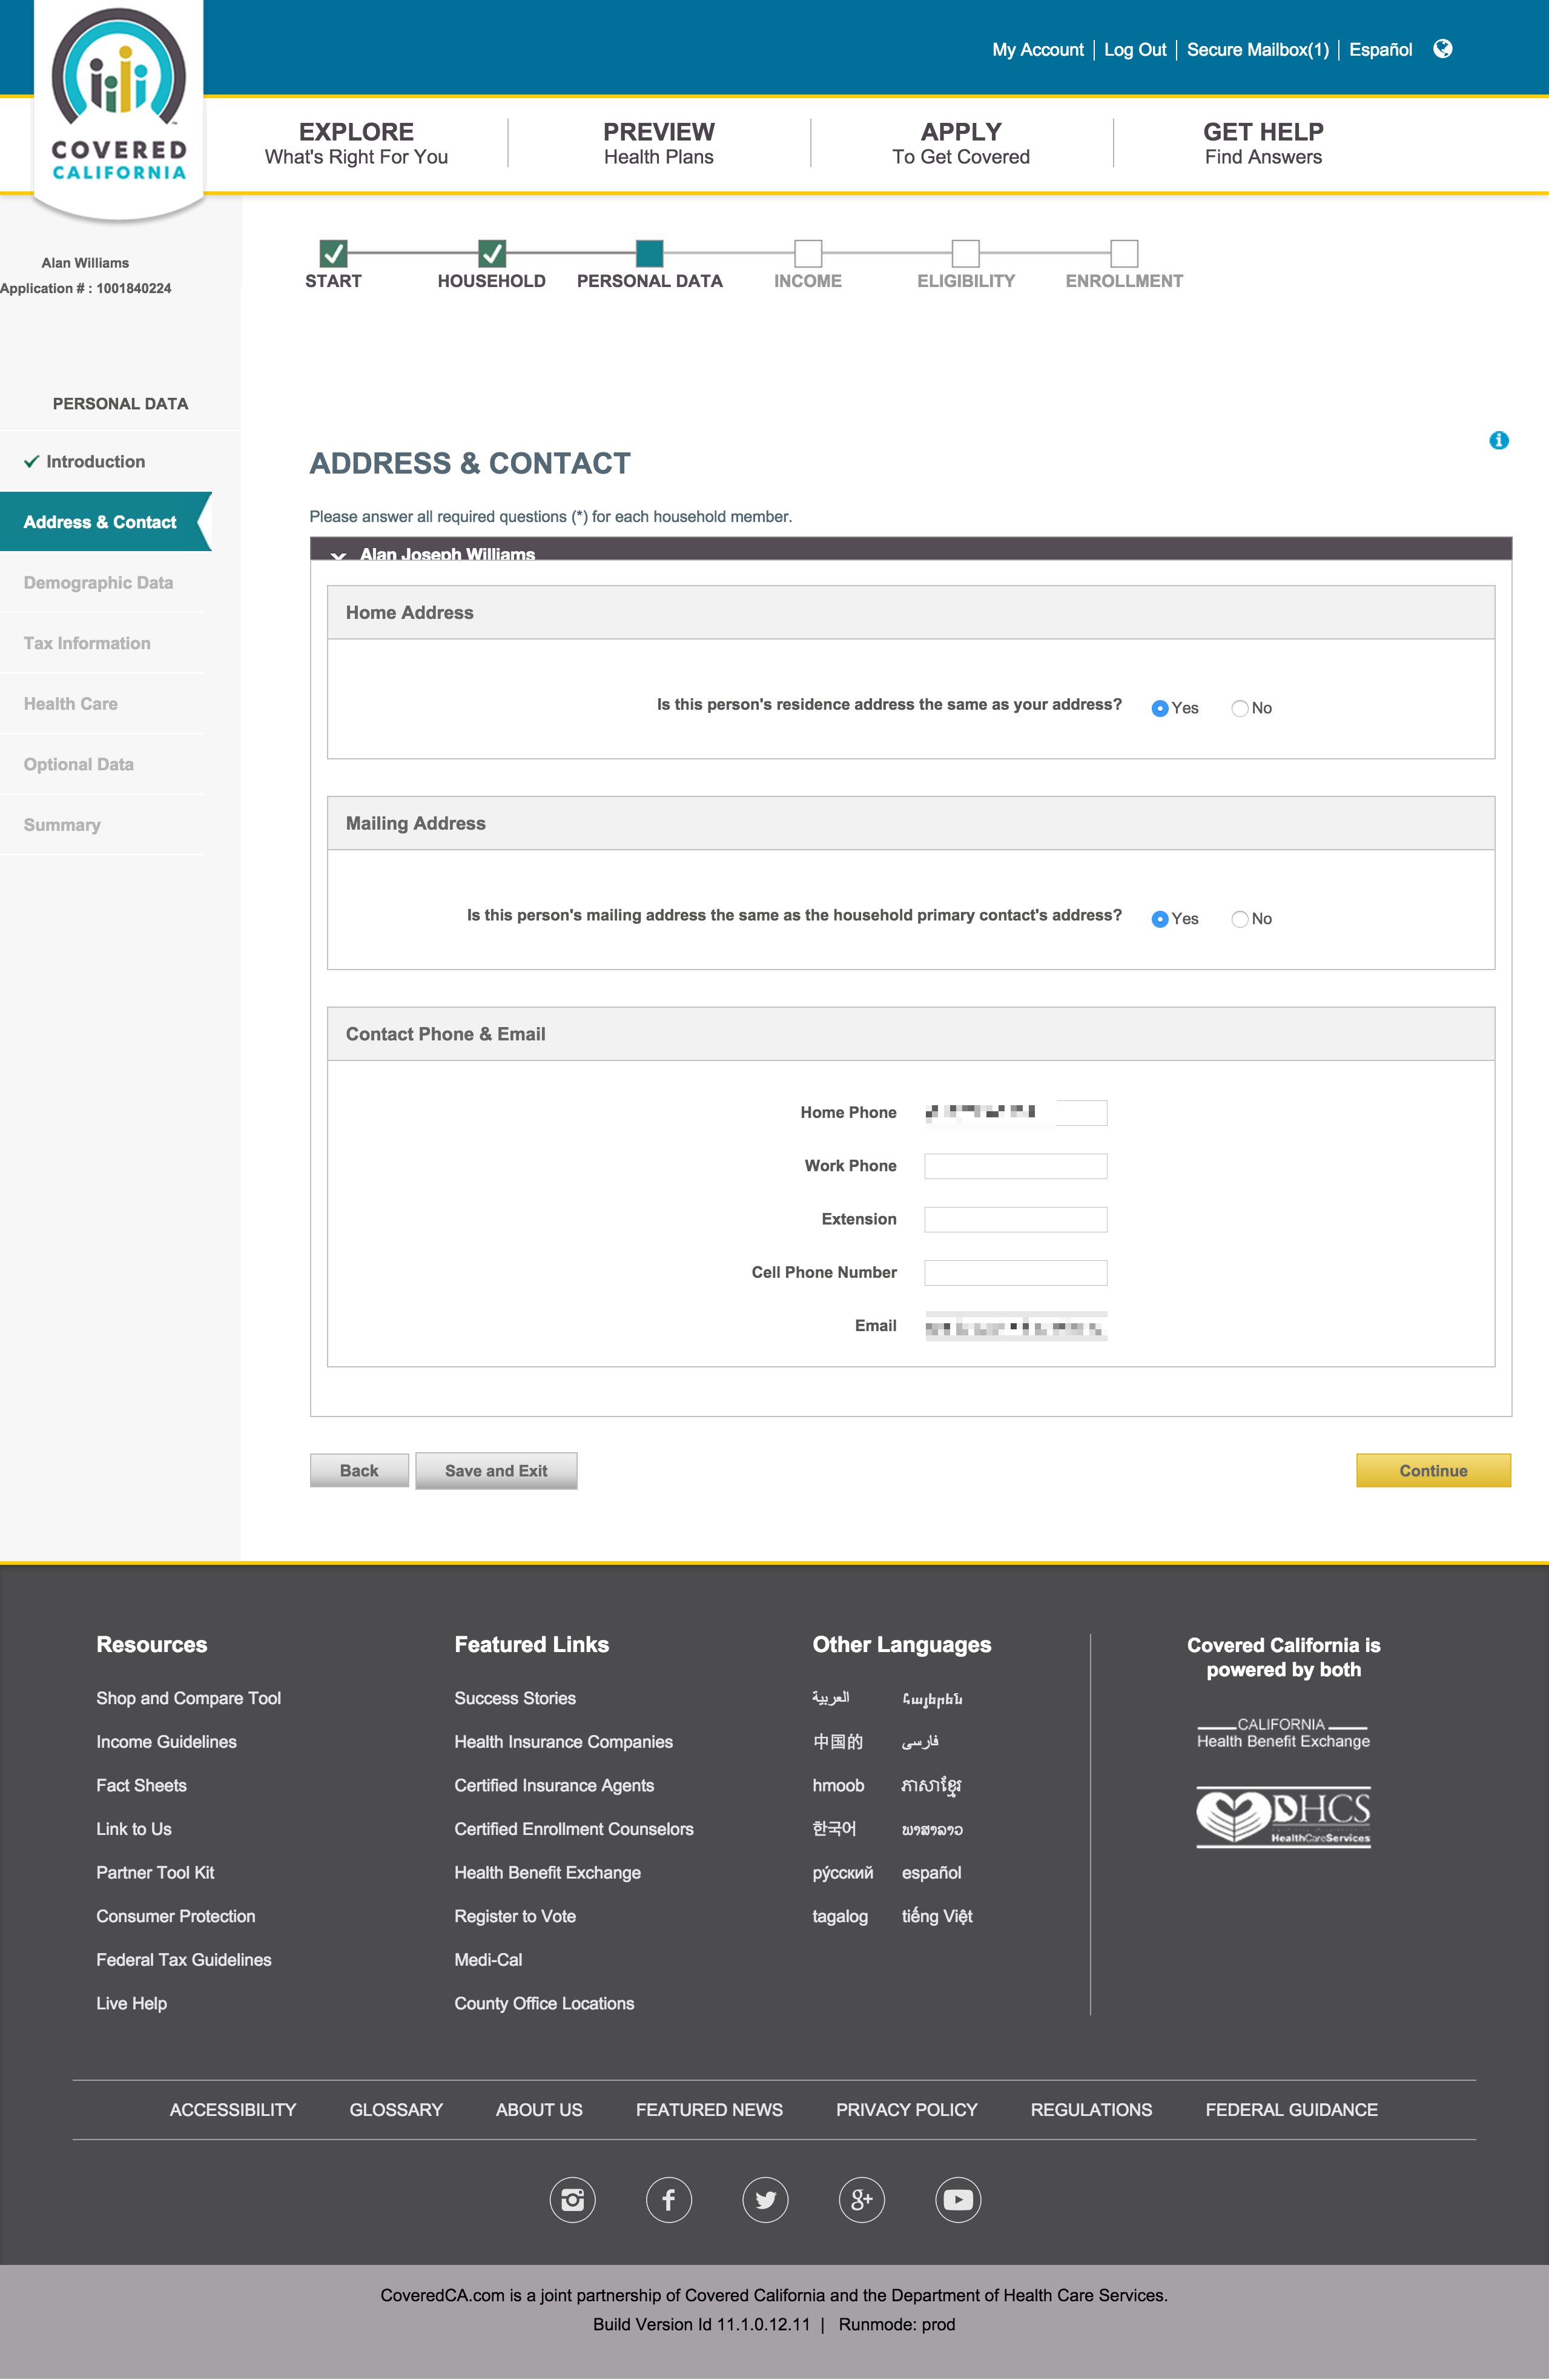 My Account | Log Out | Secure Mailbox(1) | Español
COVERED
CALIFORNIA
EXPLORE
What's Right For You
PREVIEW
Health Plans
APPLY
To Get Covered
GET HELP
Find Answers
Alan Williams
Application # : 1001840224
START
HOUSEHOLD
PERSONAL DATA
INCOME
ELIGIBILITY
ENROLLMENT
PERSONAL DATA
Introduction
Address & Contact
Demographic Data
Tax Information
Health Care
Optional Data
Summary
ADDRESS & CONTACT
Please answer all required questions (*) for each household member.
Alan Joseph Williams
Home Address
Is this person's residence address the same as your address? Yes No
Mailing Address
Is this person's mailing address the same as the household primary contact's address? Yes No
Contact Phone & Email
Home Phone
Work Phone
Extension
Cell Phone Number
Email
Back
Save and Exit
Continue
Resources
Shop and Compare Tool
Income Guidelines
Fact Sheets
Link to Us
Partner Tool Kit
Consumer Protection
Federal Tax Guidelines
Live Help
Featured Links
Success Stories
Health Insurance Companies
Certified Insurance Agents
Certified Enrollment Counselors
Health Benefit Exchange
Register to Vote
Medi-Cal
County Office Locations
Other Languages
العربية Հայերեն
中国的 فارسی
hmoob ភាសាខ្មែរ
한국어 ພາສາລາວ
ру́сский español
tagalog tiếng Việt
Covered California is
powered by both
CALIFORNIA
Health Benefit Exchange
DHCS
HealthCareServices
ACCESSIBILITY GLOSSARY ABOUT US FEATURED NEWS PRIVACY POLICY REGULATIONS FEDERAL GUIDANCE
CoveredCA.com is a joint partnership of Covered California and the Department of Health Care Services.
Build Version Id 11.1.0.12.11 | Runmode: prod